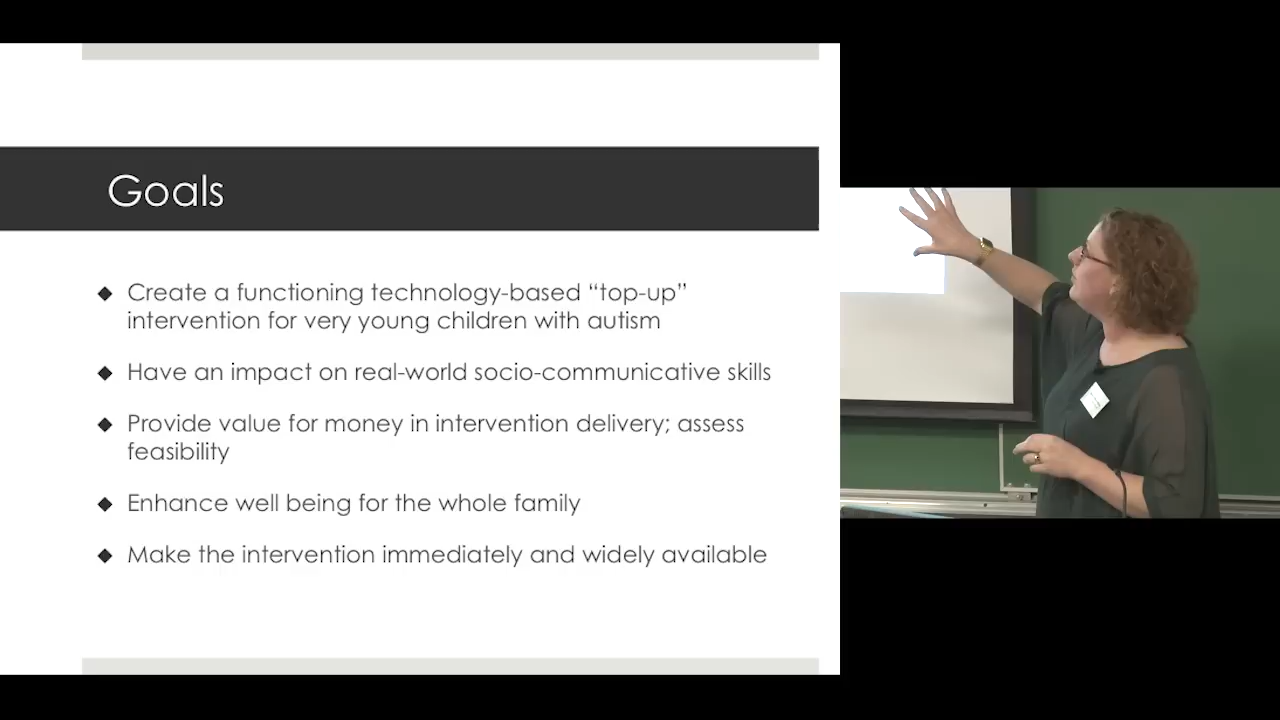 Goals
Create a functioning technology-based “top-up”
intervention for very young children with autism
Have an impact on real-world socio-communicative skills
Provide value for money in intervention delivery; assess
feasibility
Enhance well being for the whole family
Make the intervention immediately and widely available